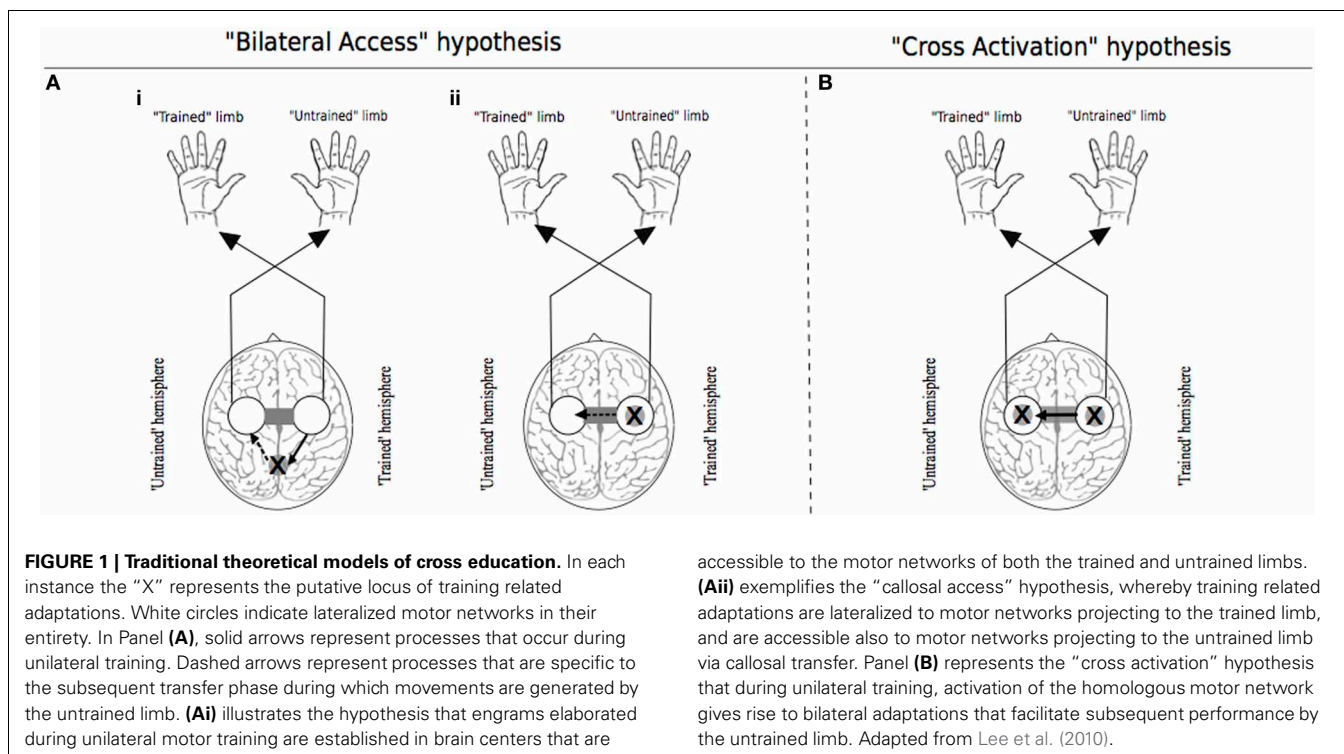 "Bilateral Access" hypothesis
"Cross Activation" hypothesis
A
i
"Trained" limb
"Untrained" limb
'Untrained' hemisphere
'Trained' hemisphere
ii
"Trained" limb
"Untrained" limb
'Untrained' hemisphere
'Trained' hemisphere
B
"Trained" limb
"Untrained" limb
'Untrained' hemisphere
'Trained' hemisphere
X
X
X
X
FIGURE 1 | Traditional theoretical models of cross education. In each
instance the “X” represents the putative locus of training related
adaptations. White circles indicate lateralized motor networks in their
entirety. In Panel (A), solid arrows represent processes that occur during
unilateral training. Dashed arrows represent processes that are specific to
the subsequent transfer phase during which movements are generated by
the untrained limb. (Ai) illustrates the hypothesis that engrams elaborated
during unilateral motor training are established in brain centers that are
accessible to the motor networks of both the trained and untrained limbs.
(Aii) exemplifies the “callosal access” hypothesis, whereby training related
adaptations are lateralized to motor networks projecting to the trained limb,
and are accessible also to motor networks projecting to the untrained limb
via callosal transfer. Panel (B) represents the “cross activation” hypothesis
that during unilateral training, activation of the homologous motor network
gives rise to bilateral adaptations that facilitate subsequent performance by
the untrained limb. Adapted from Lee et al. (2010).